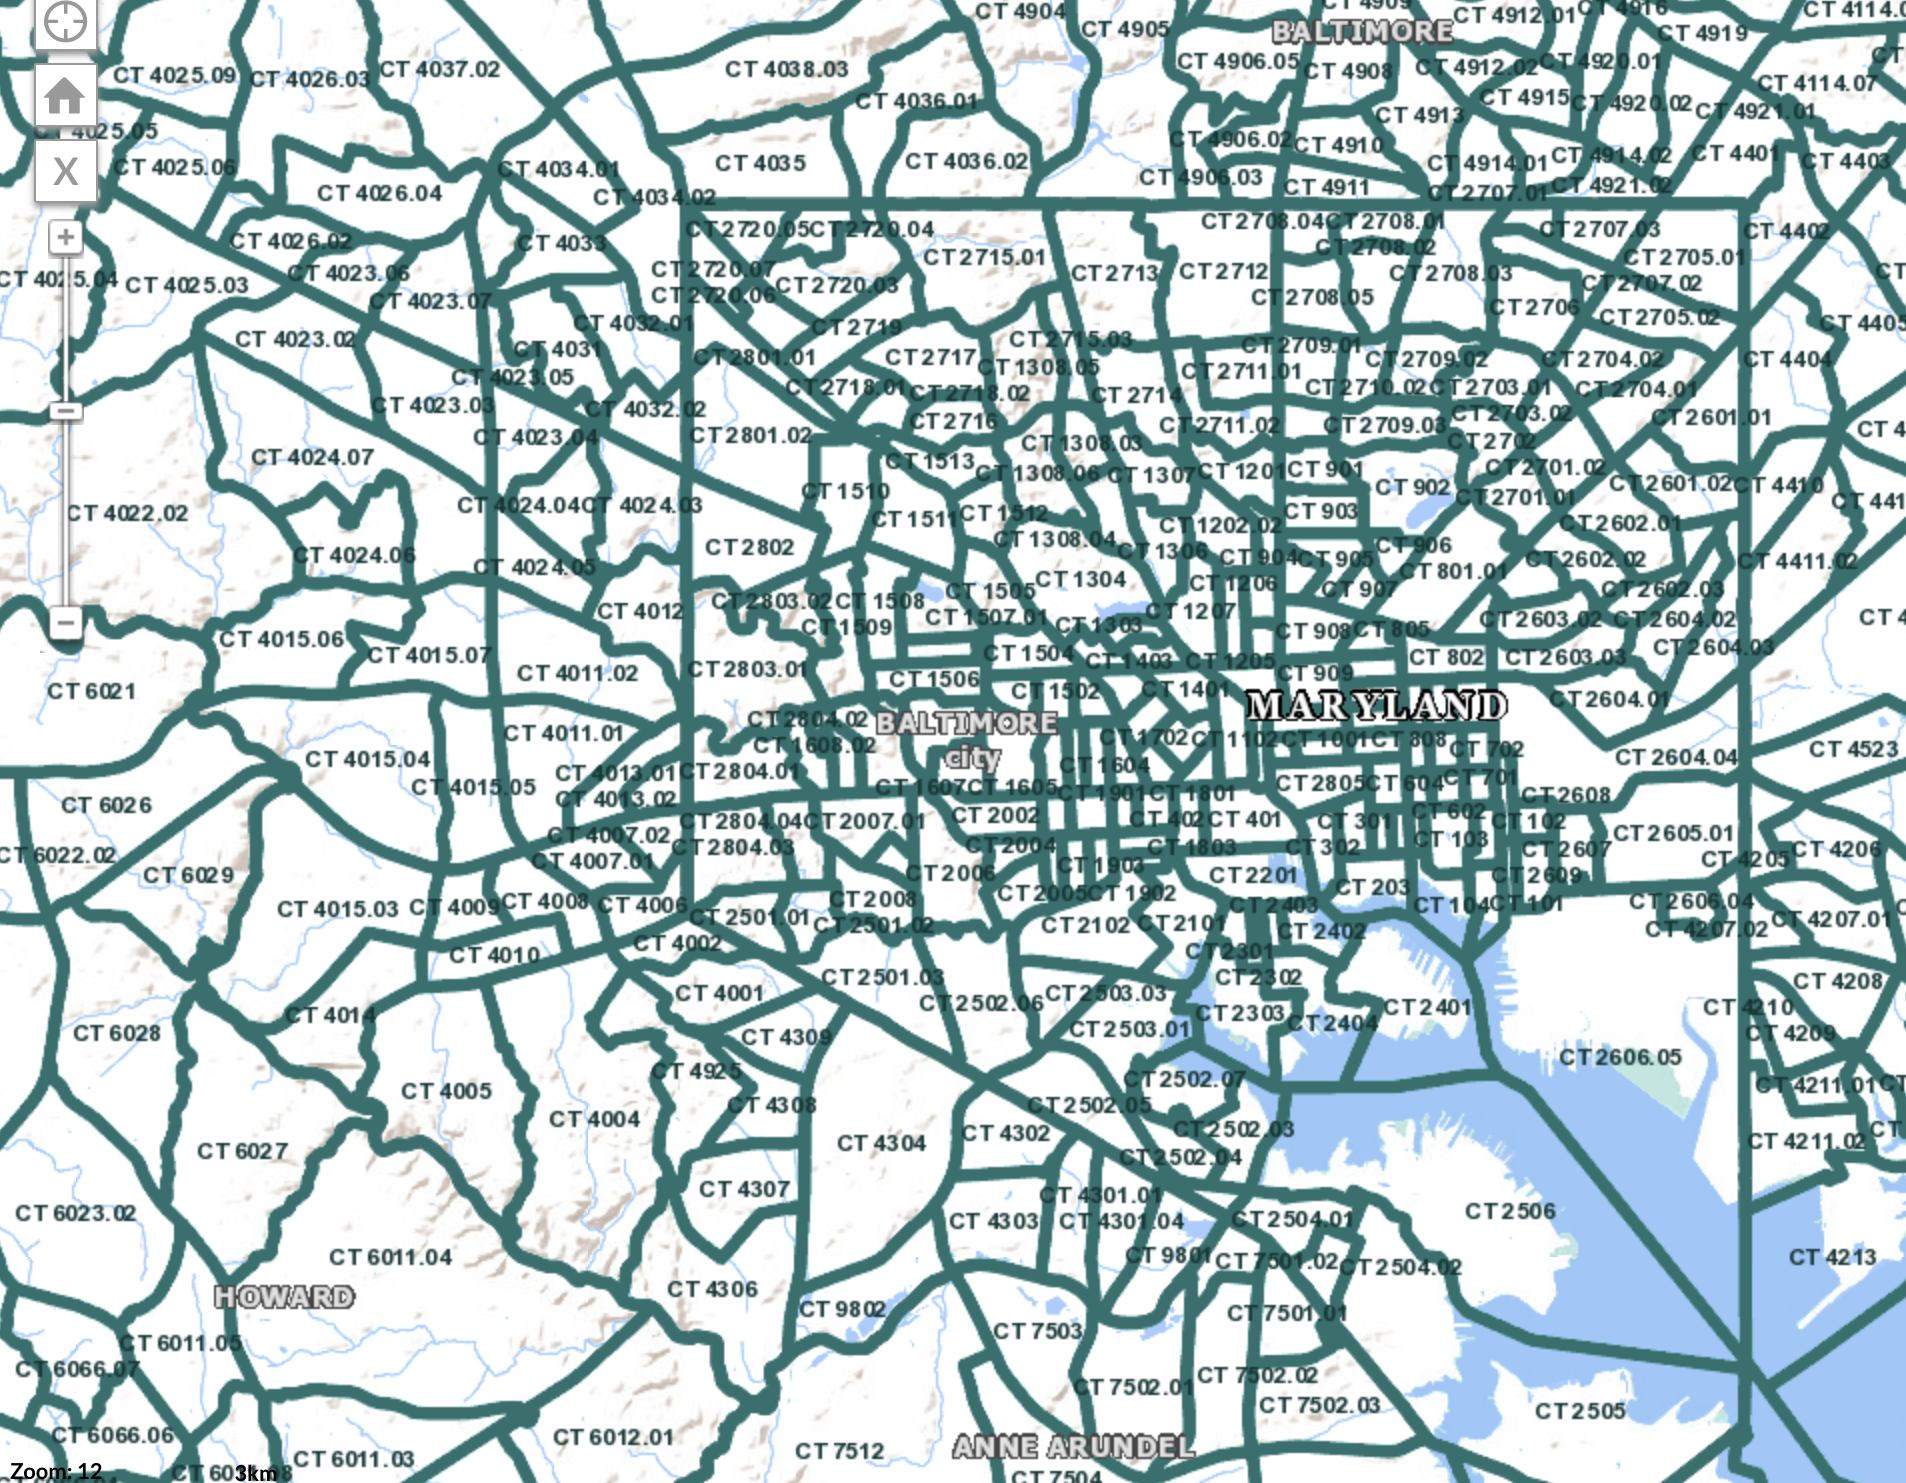 CT 4904
CT 4905
CT 4909
CT 4912.01
CT 4916
CT 4919
BALTIMORE
CT 4025.09
CT 4026.03
CT 4037.02
CT 4038.03
CT 4906.05
CT 4908
CT 4912.02
CT 4920.01
CT 4114.07
CT 4036.01
CT 4913
CT 4915
CT 4920.02
CT 4921.01
CT 4025.05
CT 4025.06
X
CT 4034.01
CT 4035
CT 4036.02
CT 4906.02
CT 4910
CT 4914.01
CT 4914.02
CT 4401
CT 4403
CT 4026.04
CT 4034.02
CT 4906.03
CT 4911
CT 2707.01
CT 4921.02
CT 4026.02
CT 4033
CT 2720.05
CT 2720.04
CT 2708.04
CT 2708.01
CT 2707.03
CT 4402
CT 4025.04
CT 4025.03
CT 4023.06
CT 4023.07
CT 2720.07
CT 2720.06
CT 2720.03
CT 2715.01
CT 2713
CT 2712
CT 2708.02
CT 2708.03
CT 2708.05
CT 2705.01
CT 2707.02
CT 2706
CT 2705.02
CT 4405
CT 4023.02
CT 4032.01
CT 4031
CT 2719
CT 2801.01
CT 2717
CT 2715.03
CT 1308.05
CT 2709.01
CT 2711.01
CT 2709.02
CT 2704.02
CT 4404
CT 4023.05
CT 4023.03
CT 4032.02
CT 2718.01
CT 2718.02
CT 2714
CT 2710.02
CT 2703.01
CT 2704.01
CT 4023.04
CT 2801.02
CT 2716
CT 2711.02
CT 2709.03
CT 2703.02
CT 2601.01
CT 4024.07
CT 1513
CT 1308.03
CT 1308.06
CT 1307
CT 1201
CT 901
CT 2702
CT 2701.02
CT 4022.02
CT 4024.04
CT 4024.03
CT 1510
CT 1511
CT 1512
CT 902
CT 2701.01
CT 2601.02
CT 4410
CT 4024.06
CT 4024.05
CT 2802
CT 1308.04
CT 1306
CT 1202.02
CT 903
CT 904
CT 905
CT 906
CT 2602.01
CT 2602.02
CT 4411.02
CT 4012
CT 2803.02
CT 1508
CT 1505
CT 1304
CT 1206
CT 907
CT 801.01
CT 2602.03
CT 4015.06
CT 4015.07
CT 1509
CT 1507.01
CT 1303
CT 1207
CT 908
CT 805
CT 2603.02
CT 2604.02
CT 6021
CT 4011.02
CT 2803.01
CT 1506
CT 1504
CT 1403
CT 1205
CT 909
CT 802
CT 2603.03
CT 2604.03
CT 1502
CT 1401
MARYLAND
CT 2604.01
CT 4015.04
CT 4011.01
CT 2804.02
CT 1608.02
BALTIMORE
city
CT 1702
CT 1102
CT 1001
CT 808
CT 702
CT 2604.04
CT 4523
CT 6026
CT 4015.05
CT 4013.01
CT 4013.02
CT 2804.01
CT 1607
CT 1605
CT 1604
CT 1901
CT 1801
CT 2805
CT 604
CT 701
CT 2608
CT 6022.02
CT 4007.02
CT 4007.01
CT 2804.04
CT 2804.03
CT 2007.01
CT 2002
CT 2004
CT 402
CT 401
CT 301
CT 602
CT 102
CT 2605.01
CT 6029
CT 2006
CT 1903
CT 1803
CT 302
CT 103
CT 2607
CT 4205
CT 4206
CT 4015.03
CT 4009
CT 4008
CT 4006
CT 2501.01
CT 2008
CT 2005
CT 1902
CT 2201
CT 203
CT 2609
CT 4010
CT 4002
CT 2501.02
CT 2102
CT 2101
CT 2403
CT 2402
CT 104
CT 101
CT 2606.04
CT 4207.02
CT 4207.01
CT 6028
CT 4014
CT 4001
CT 2501.03
CT 2502.06
CT 2503.03
CT 2301
CT 2302
CT 2303
CT 2404
CT 2401
CT 4210
CT 4208
CT 4309
CT 2503.01
CT 2606.05
CT 4209
CT 4005
CT 4004
CT 4925
CT 4308
CT 2502.07
CT 2502.05
CT 4211.01
CT 6027
CT 4304
CT 4302
CT 2502.03
CT 2502.04
CT 4211.02
CT 6023.02
CT 4307
CT 4303
CT 4301.01
CT 4301.04
CT 2504.01
CT 2506
CT 6011.04
CT 4306
CT 9801
CT 7501.02
CT 2504.02
CT 4213
HOWARD
CT 9802
CT 7501.01
CT 6011.05
CT 7503
CT 6066.07
CT 7502.01
CT 7502.02
CT 7502.03
CT 2505
CT 6066.06
CT 6011.03
CT 6012.01
CT 7512
ANNE ARUNDEL
CT 7504
Zoom: 12
3km